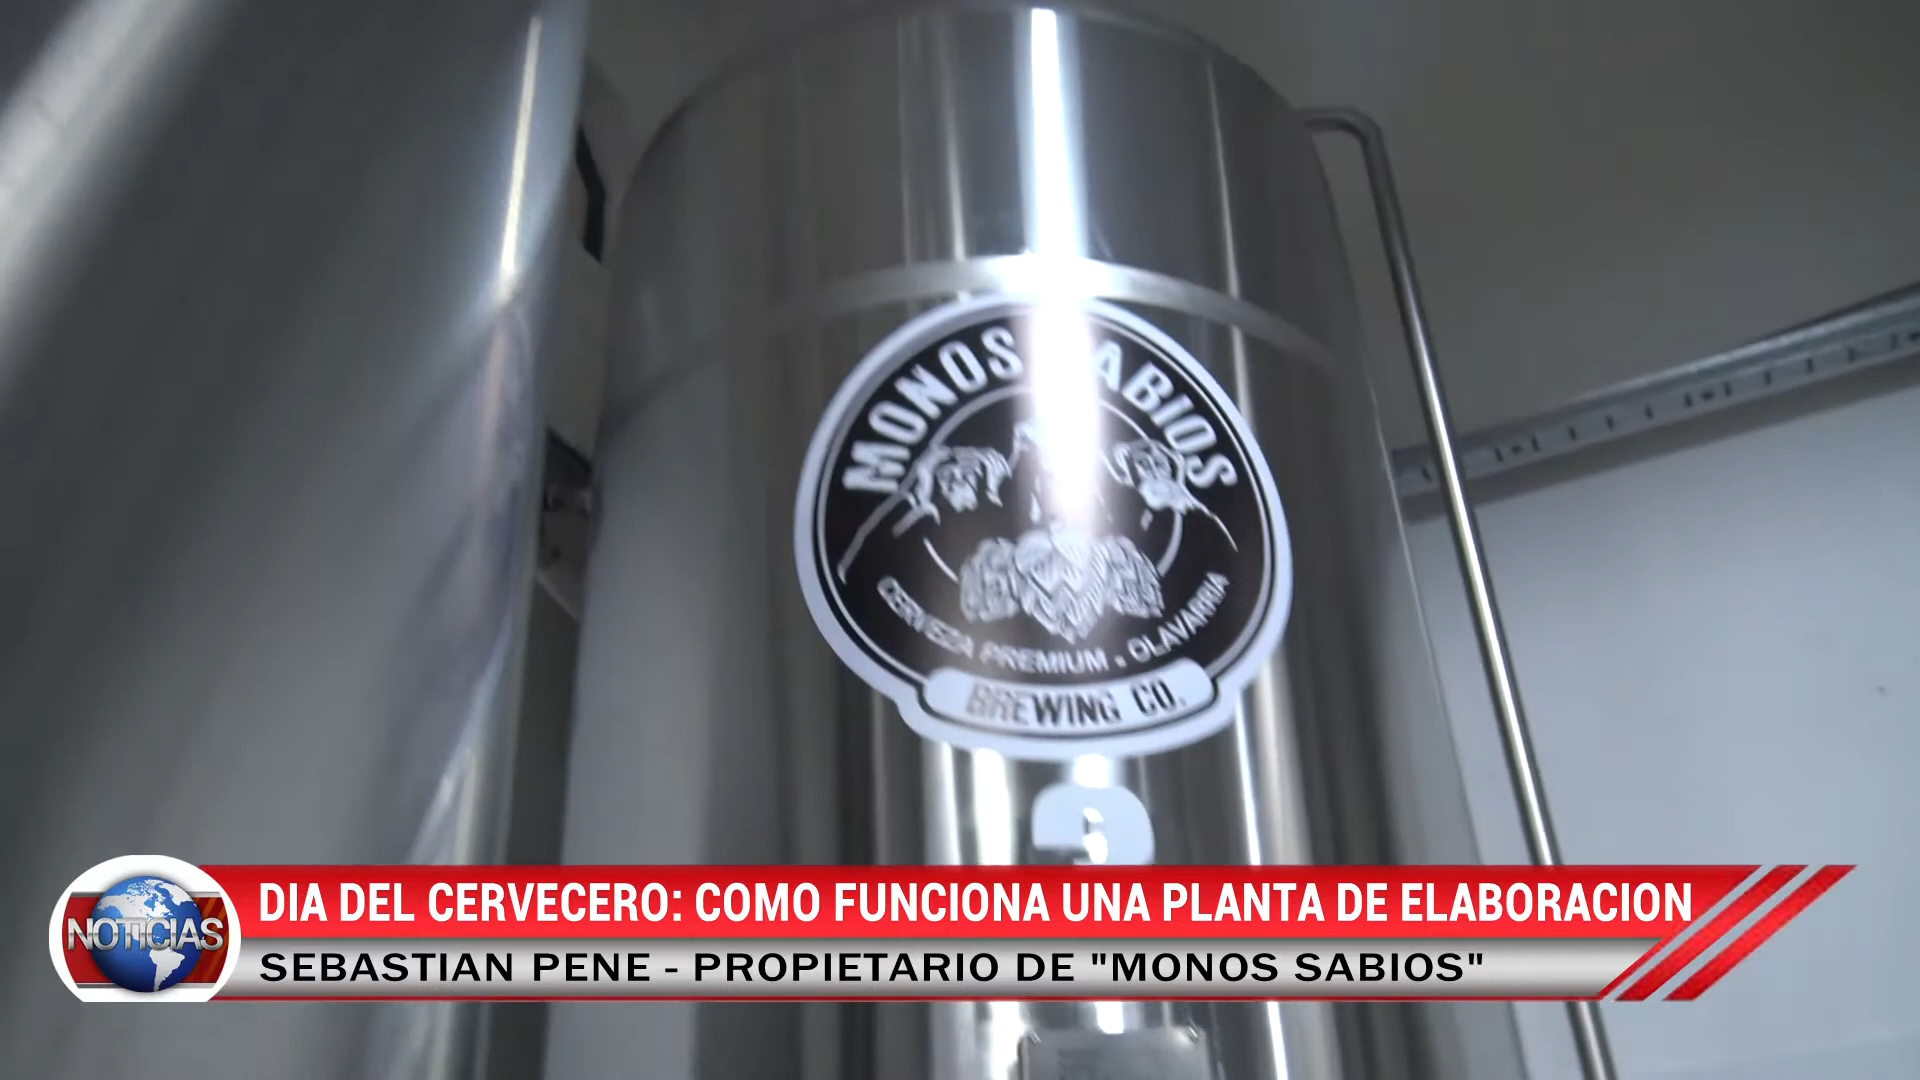 MONOS SABIOS
CERVEZA PREMIUM . OLAVARRIA
BREWING CO.
NOTICIAS
DIA DEL CERVECERO: COMO FUNCIONA UNA PLANTA DE ELABORACION
SEBASTIAN PENE - PROPIETARIO DE "MONOS SABIOS"